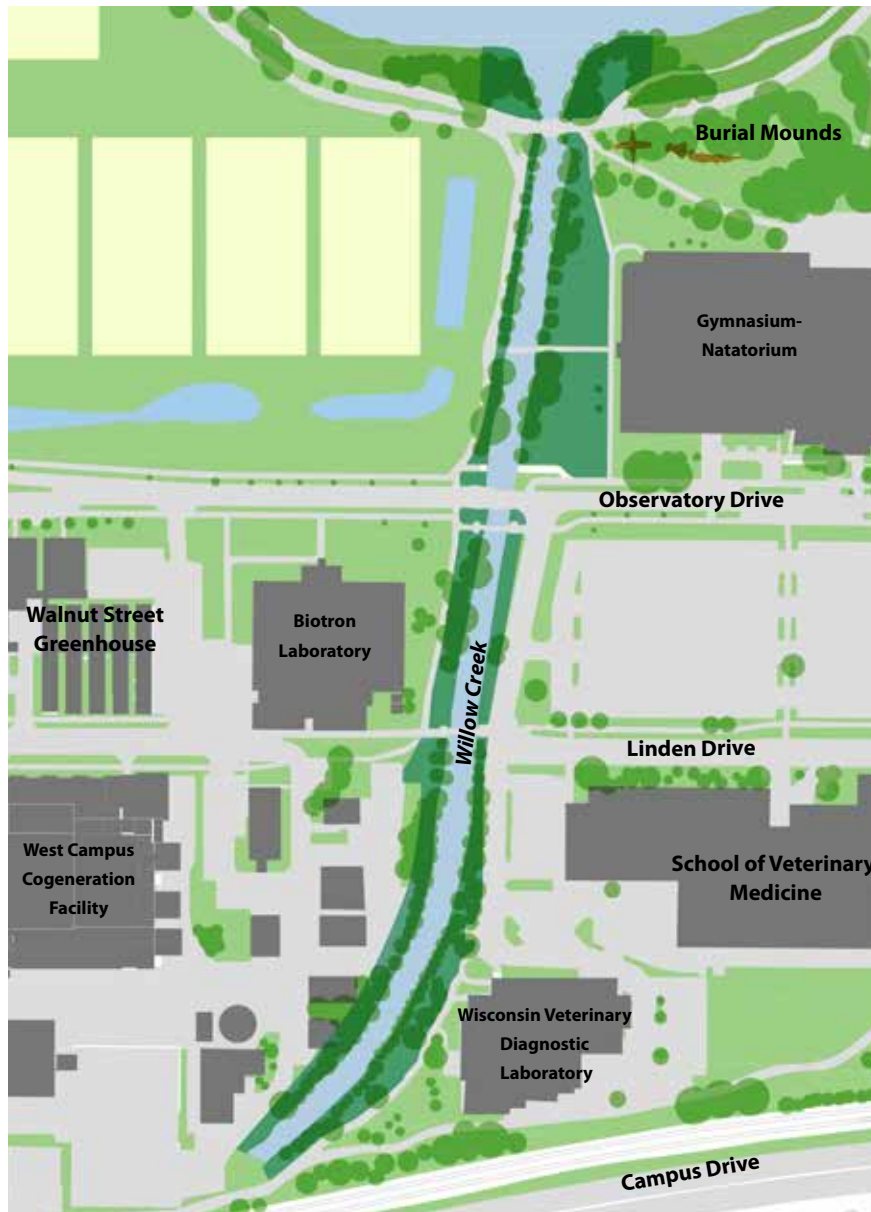 Burial Mounds
Gymnasium-
Natatorium
Observatory Drive
Walnut Street
Greenhouse
Biotron
Laboratory
Willow Creek
Linden Drive
West Campus
Cogeneration
Facility
School of Veterinary
Medicine
Wisconsin Veterinary
Diagnostic
Laboratory
Campus Drive